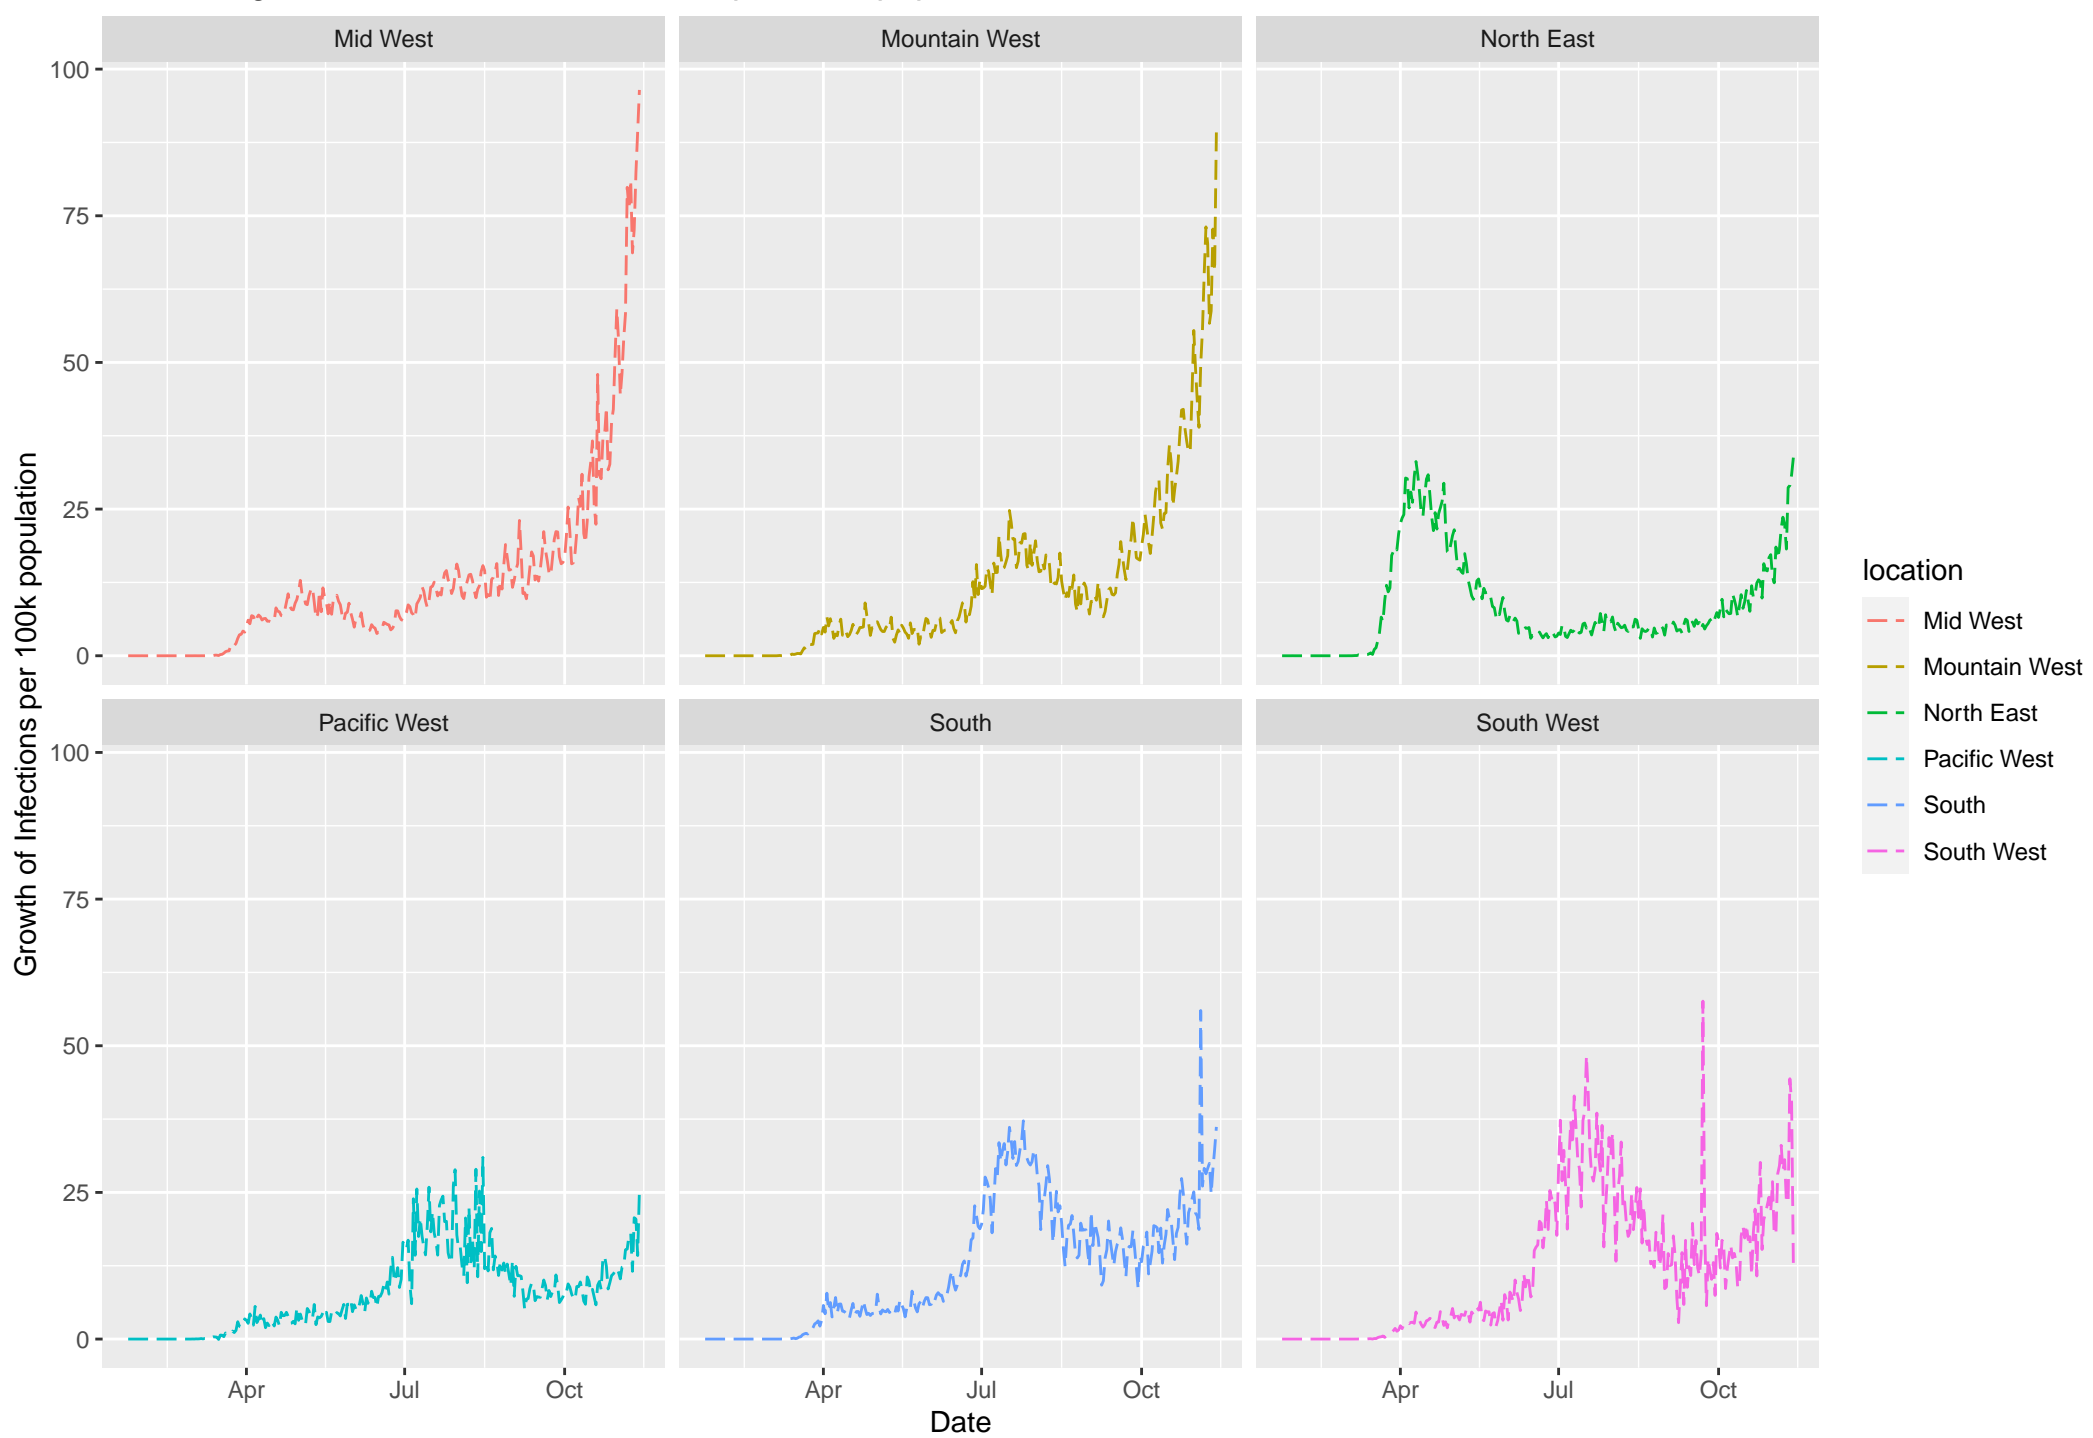 Mid West
Mountain West
North East
100
75
50
25
0
Growth of Infections per 100k population
Pacific West
South
South West
100
75
50
25
0
Apr
Jul
Oct
Apr
Jul
Oct
Apr
Jul
Oct
Date
location
Mid West
Mountain West
North East
Pacific West
South
South West